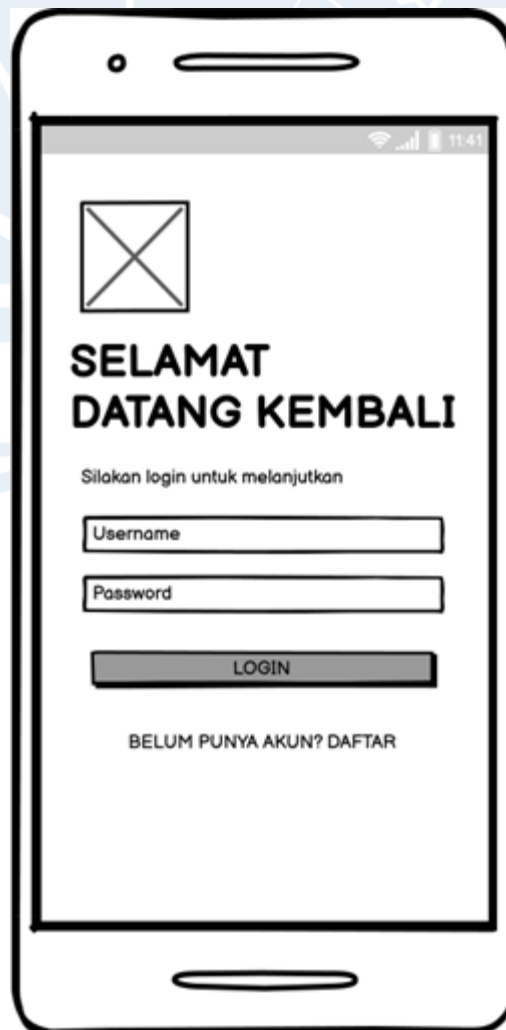 11:41
SELAMAT
DATANG KEMBALI
Silakan login untuk melanjutkan
Username
Password
LOGIN
BELUM PUNYA AKUN? DAFTAR